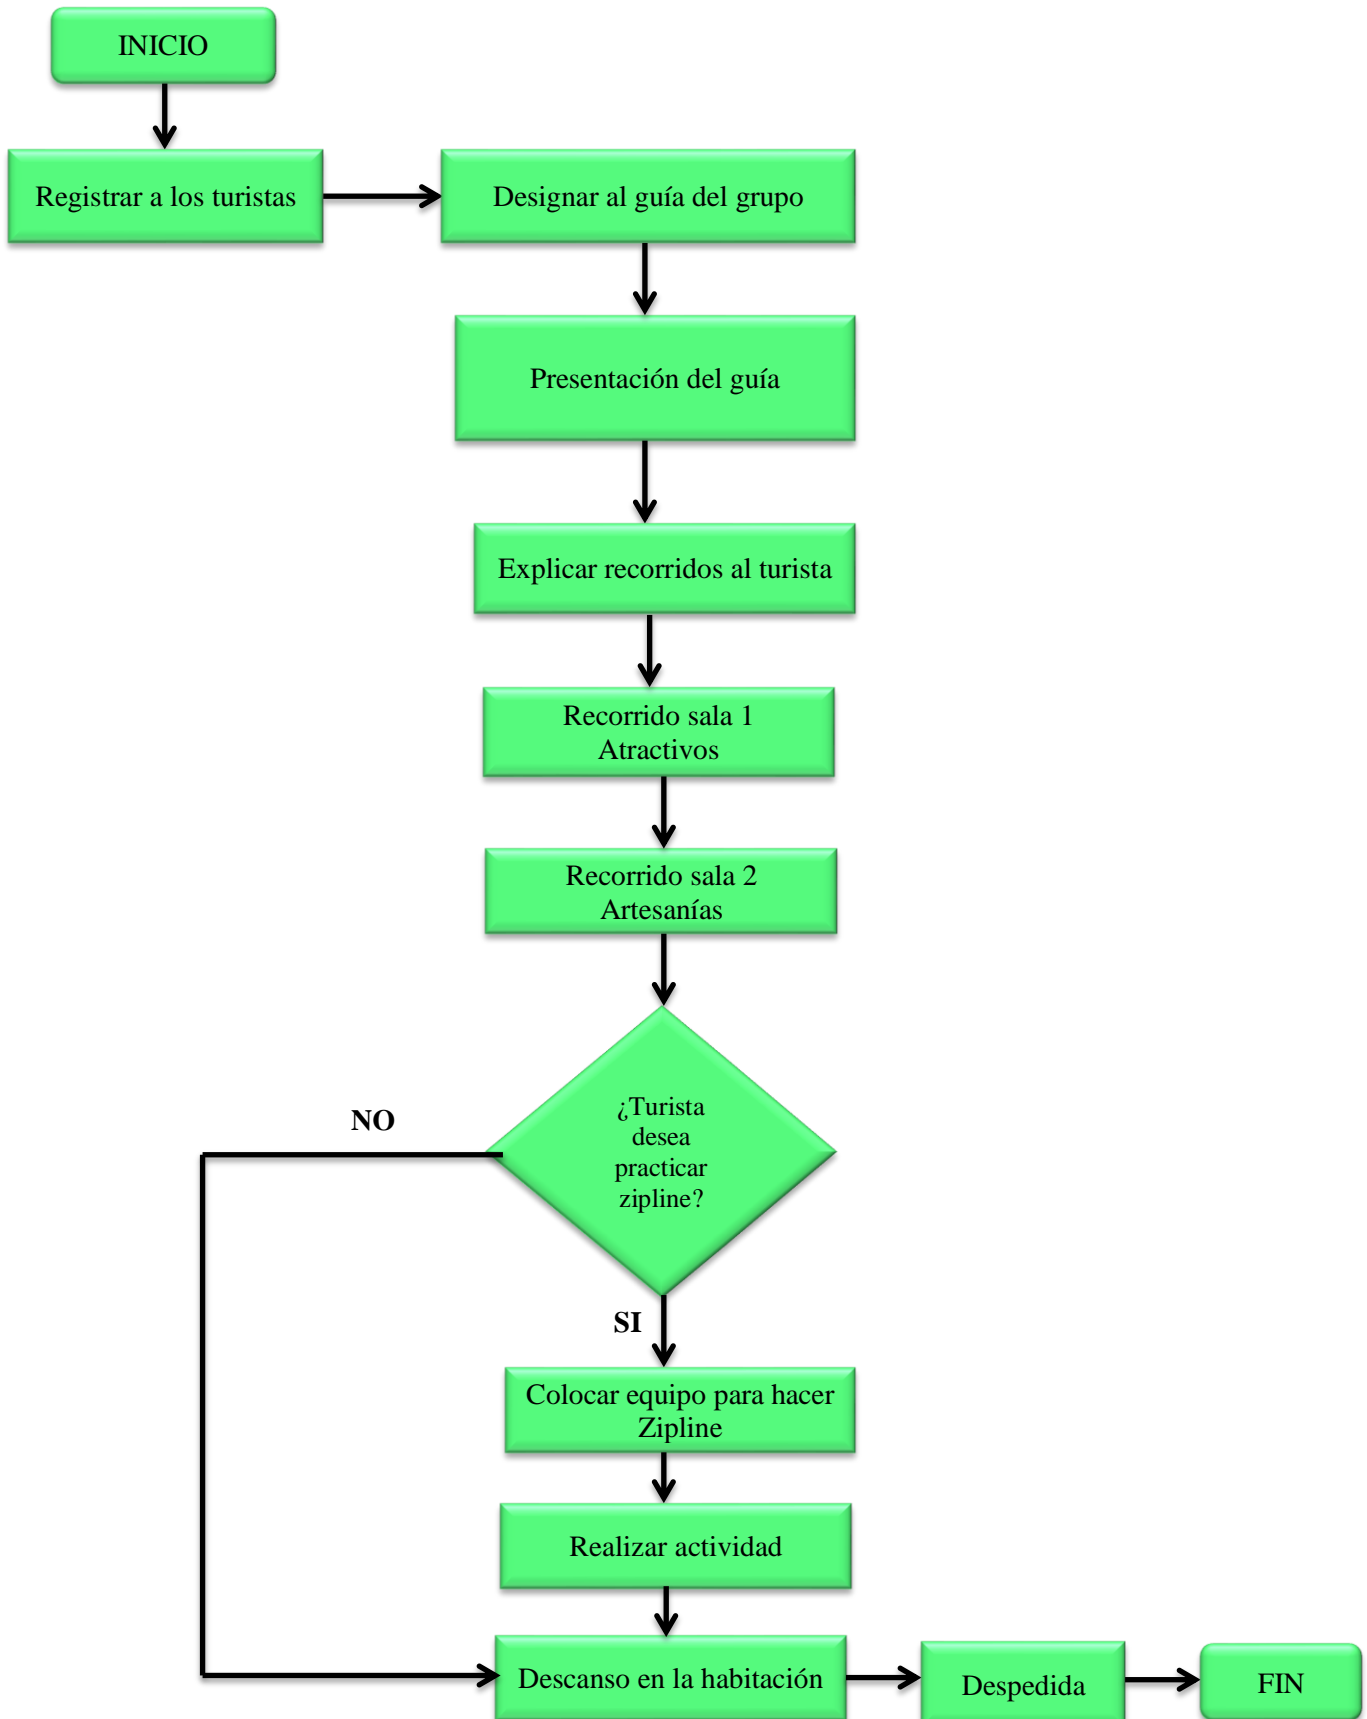 INICIO
Registrar a los turistas
Designar al guía del grupo
Presentación del guía
Explicar recorridos al turista
Recorrido sala 1
Atractivos
Recorrido sala 2
Artesanías
¿Turista
desea
practicar
zipline?
NO
SI
Colocar equipo para hacer
Zipline
Realizar actividad
Descanso en la habitación
Despedida
FIN